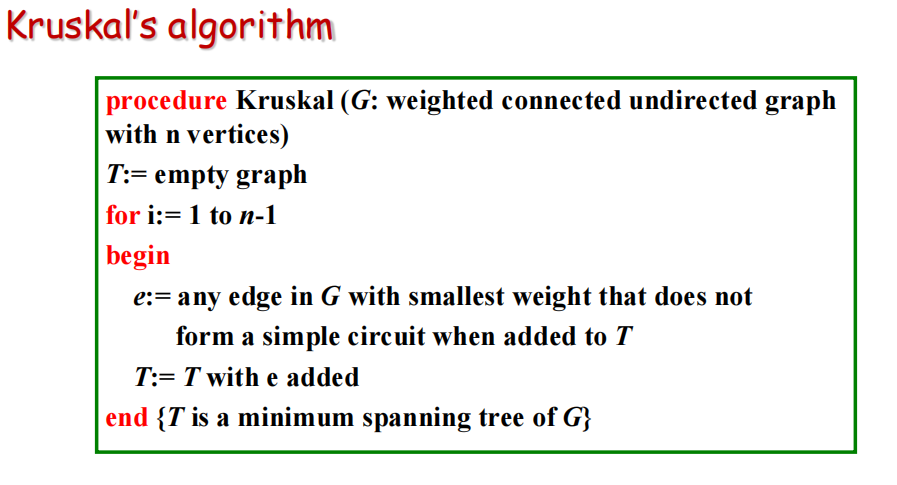 Kruskal's algorithm
procedure Kruskal (G: weighted connected undirected graph
with n vertices)
T:= empty graph
for i:= 1 to n-1
begin
e:= any edge in G with smallest weight that does not
form a simple circuit when added to T
T:= T with e added
end {T is a minimum spanning tree of G}